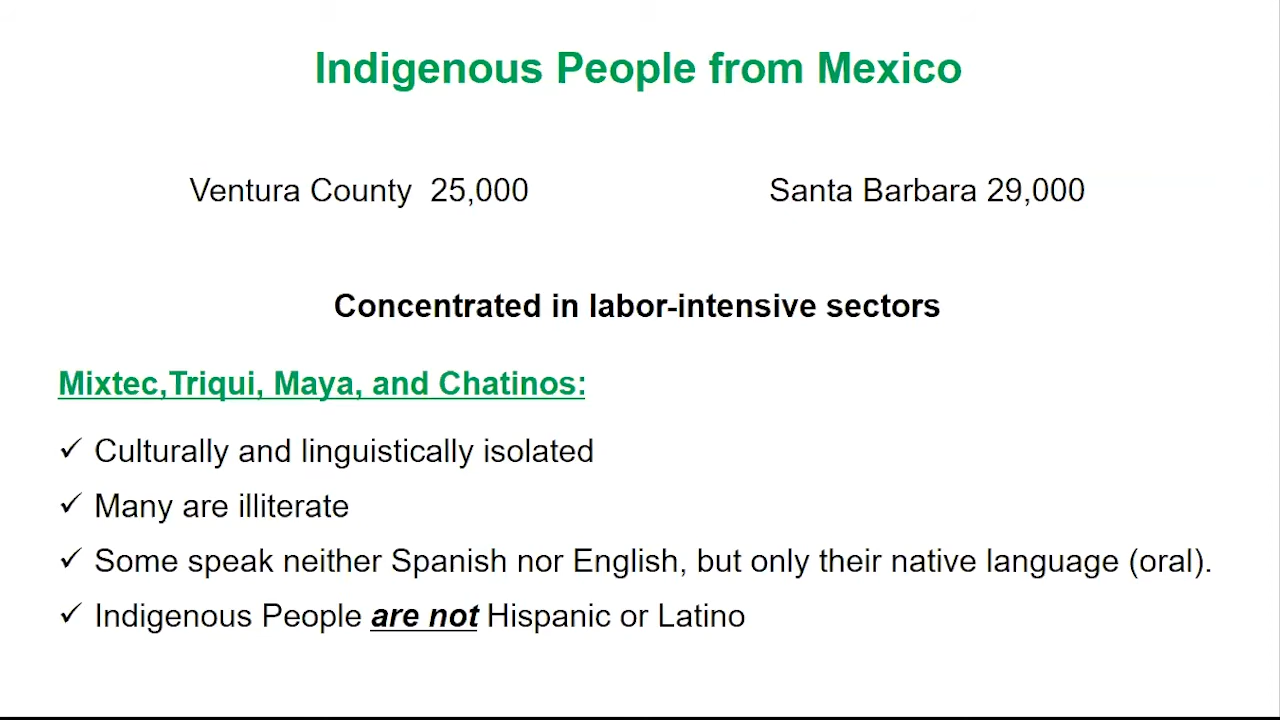 Indigenous People from Mexico
Ventura County  25,000
Santa Barbara 29,000
Concentrated in labor-intensive sectors
Mixtec,Triqui, Maya, and Chatinos:
✓ Culturally and linguistically isolated
✓ Many are illiterate
✓ Some speak neither Spanish nor English, but only their native language (oral).
✓ Indigenous People are not Hispanic or Latino